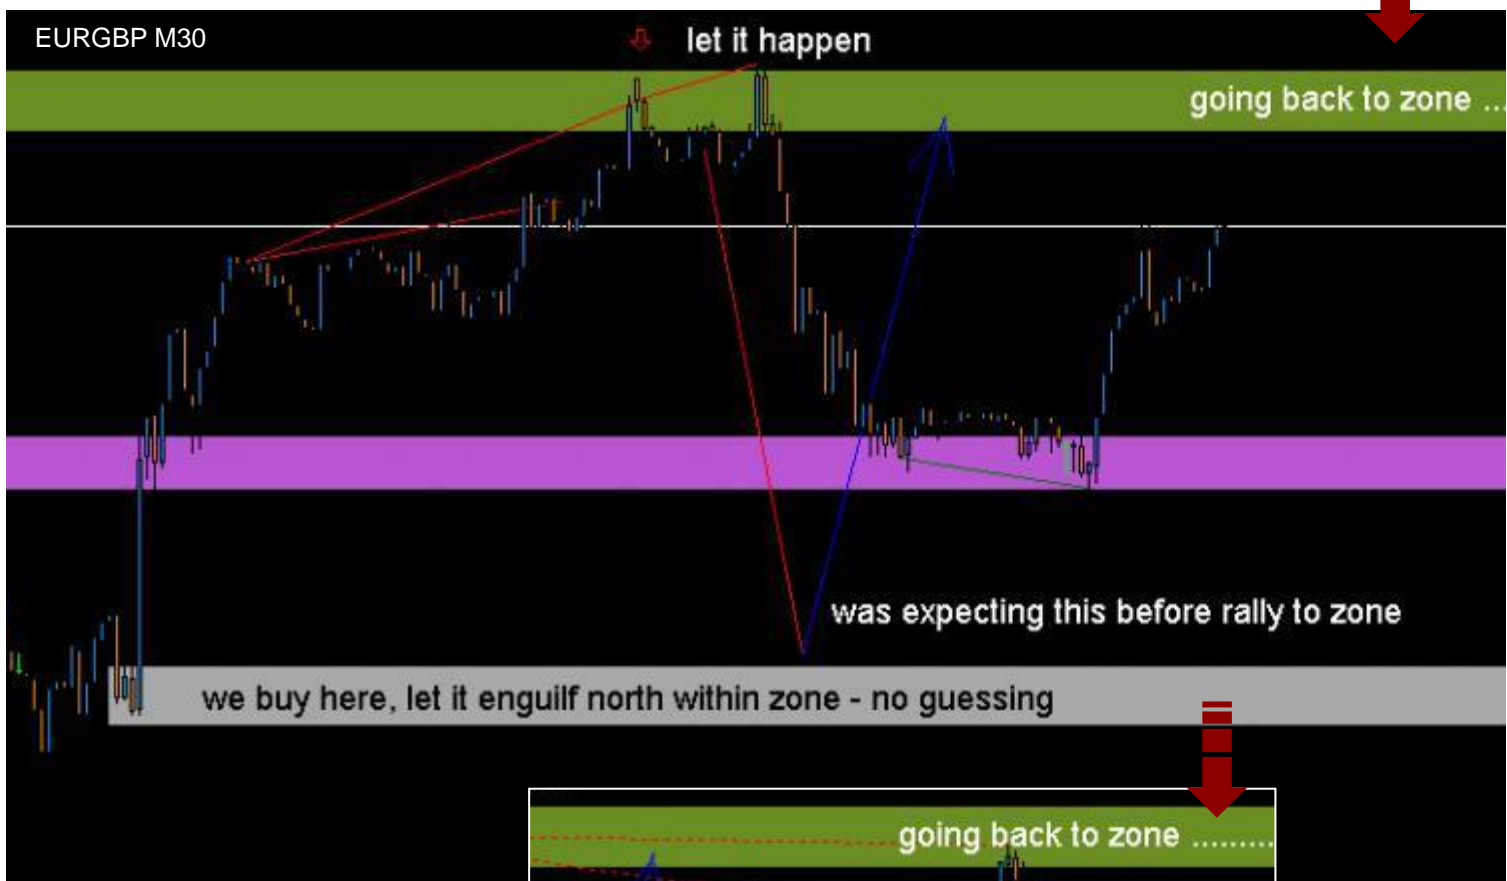 EURGBP M30
let it happen
going back to zone ...
was expecting this before rally to zone
we buy here, let it enguilf north within zone - no guessing
going back to zone .........